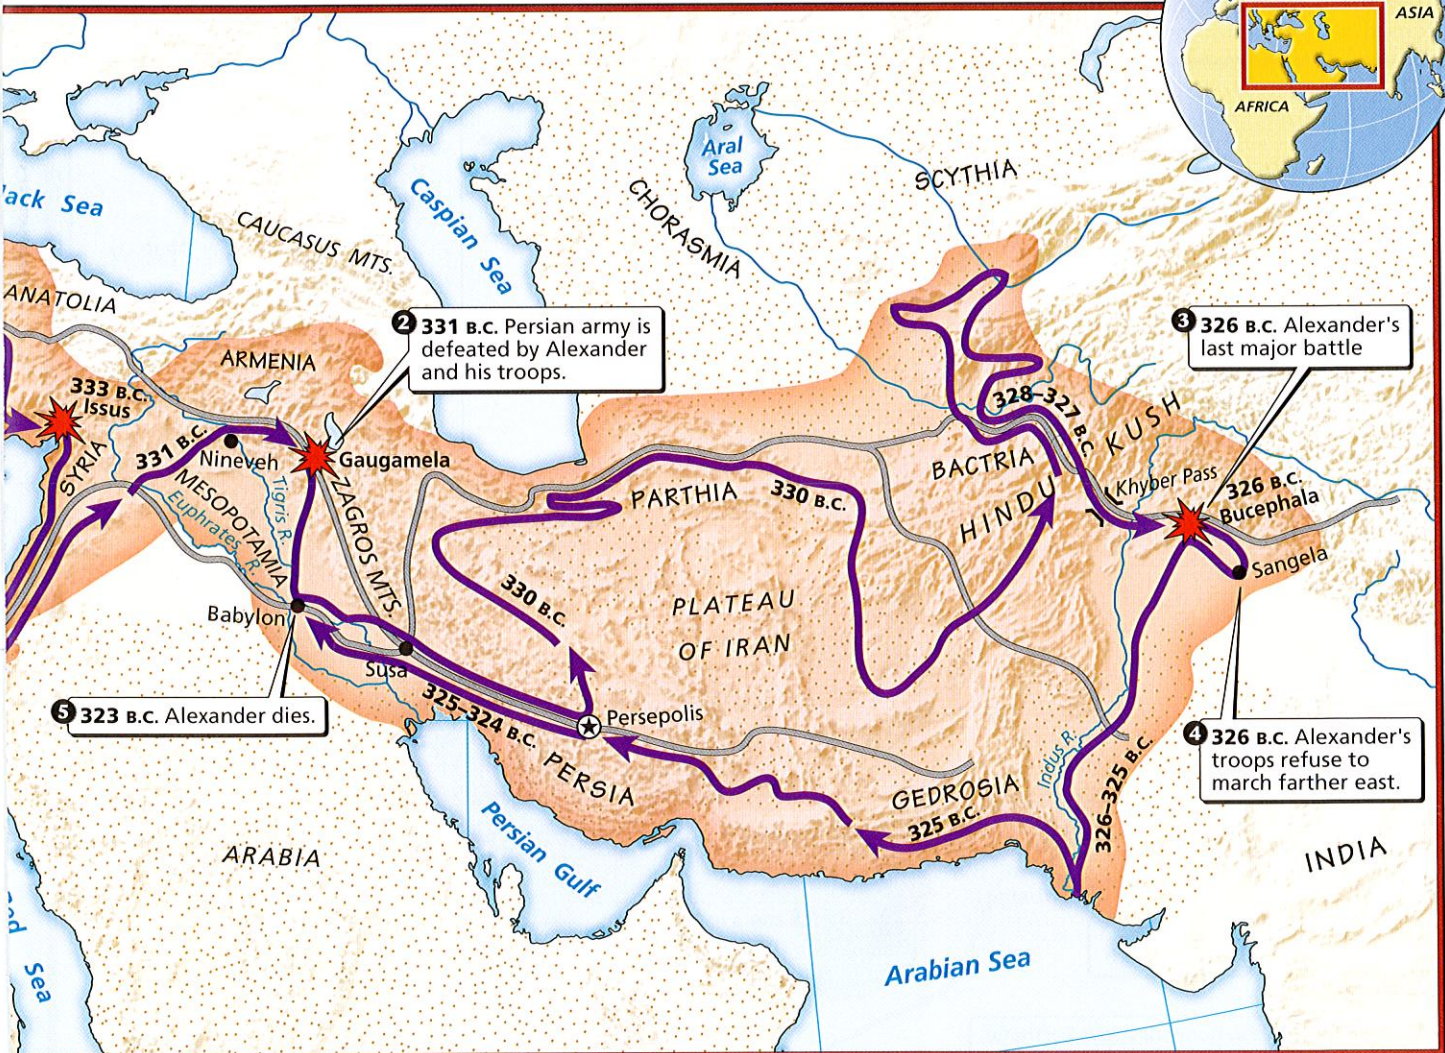 ASIA
AFRICA
Aral
Sea
SCYTHIA
CHORASMIA
Caspian Sea
lack Sea
CAUCASUS MTS.
ANATOLIA
ARMENIA
2 331 B.C. Persian army is
defeated by Alexander
and his troops.
3 326 B.C. Alexander's
last major battle
333 B.C.
Issus
331 B.C.
Nineveh
Gaugamela
SYRIA
MESOPOTAMIA
Tigris R.
Euphrates R.
ZAGROS MTS.
PARTHIA
330 B.C.
BACTRIA
328–327 B.C.
HINDU KUSH
Khyber Pass
326 B.C.
Bucephala
Sangela
330 B.C.
PLATEAU
OF IRAN
Babylon
Susa
5 323 B.C. Alexander dies.
325–324 B.C.
Persepolis
PERSIA
GEDROSIA
325 B.C.
Indus R.
326–325 B.C.
4 326 B.C. Alexander's
troops refuse to
march farther east.
ARABIA
Persian Gulf
INDIA
Arabian Sea
ed
Sea